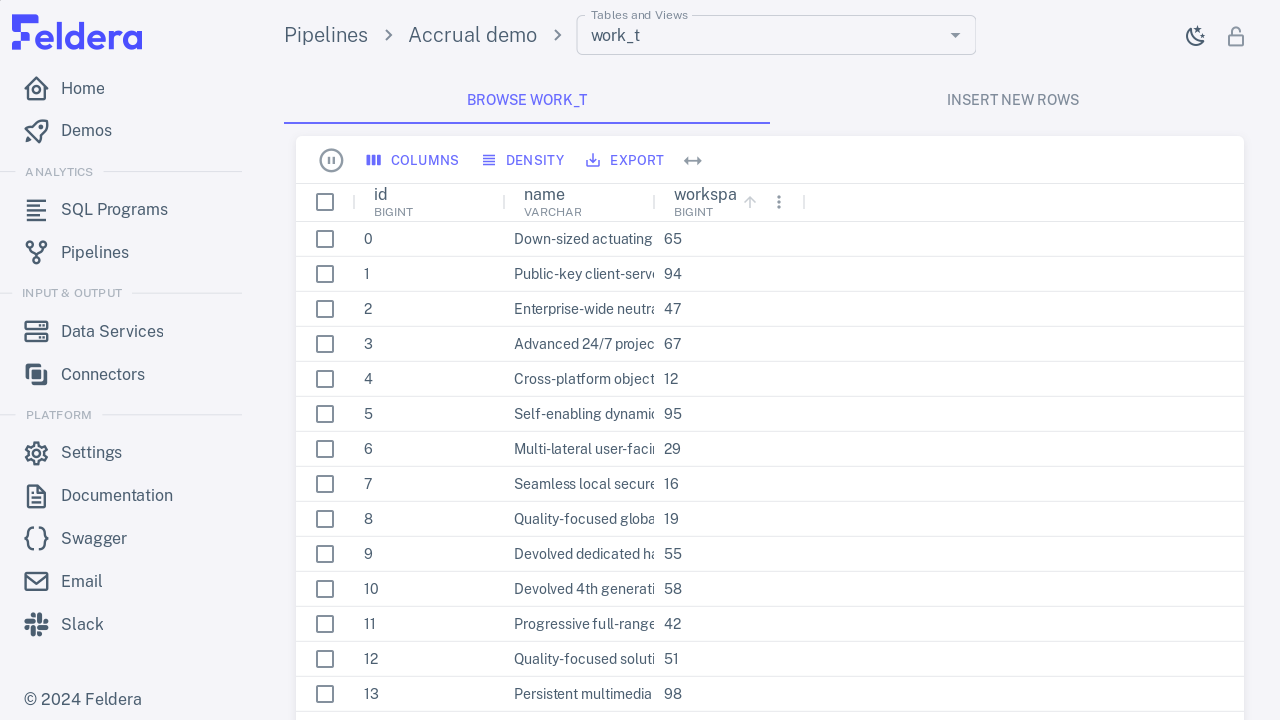 Feldera
Home
Demos
ANALYTICS
SQL Programs
Pipelines
INPUT & OUTPUT
Data Services
Connectors
PLATFORM
Settings
Documentation
Swagger
Email
Slack
© 2024 Feldera
Pipelines > Accrual demo >
Tables and Views
work_t
BROWSE WORK_T
INSERT NEW ROWS
COLUMNS DENSITY EXPORT
id name workspa
BIGINT VARCHAR BIGINT
0 Down-sized actuating 65
1 Public-key client-serve 94
2 Enterprise-wide neutra 47
3 Advanced 24/7 projec 67
4 Cross-platform object 12
5 Self-enabling dynamic 95
6 Multi-lateral user-facin 29
7 Seamless local secure 16
8 Quality-focused globa 19
9 Devolved dedicated ha 55
10 Devolved 4th generati 58
11 Progressive full-range 42
12 Quality-focused soluti 51
13 Persistent multimedia 98